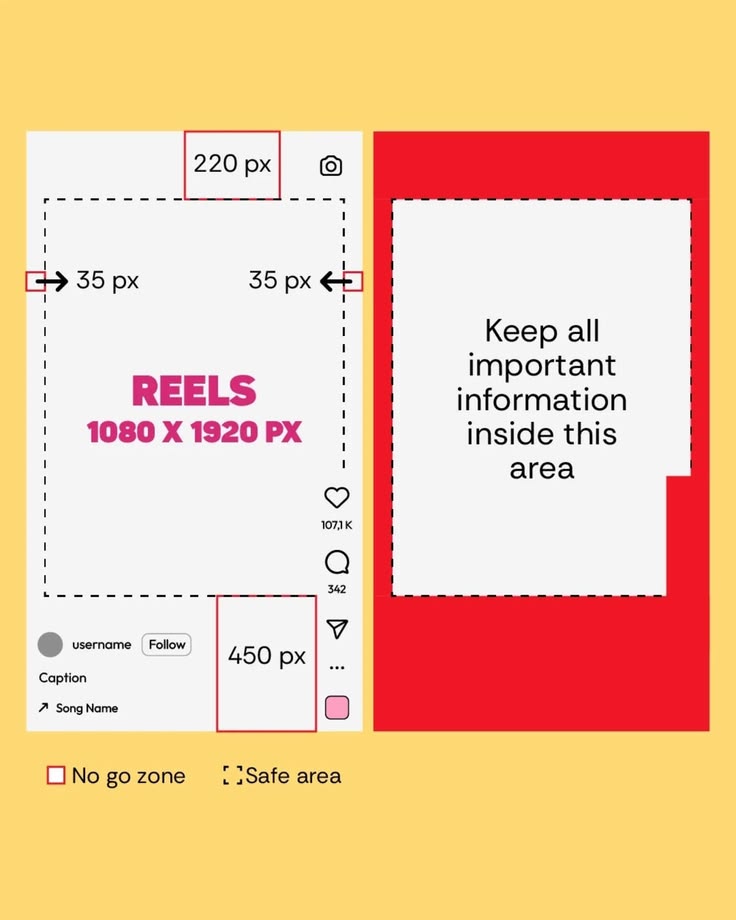 220 px
35 px
35 px
REELS
1080 X 1920 PX
107,1 K
342
username
Follow
450 px
Caption
Song Name
Keep all
important
information
inside this
area
No go zone
Safe area